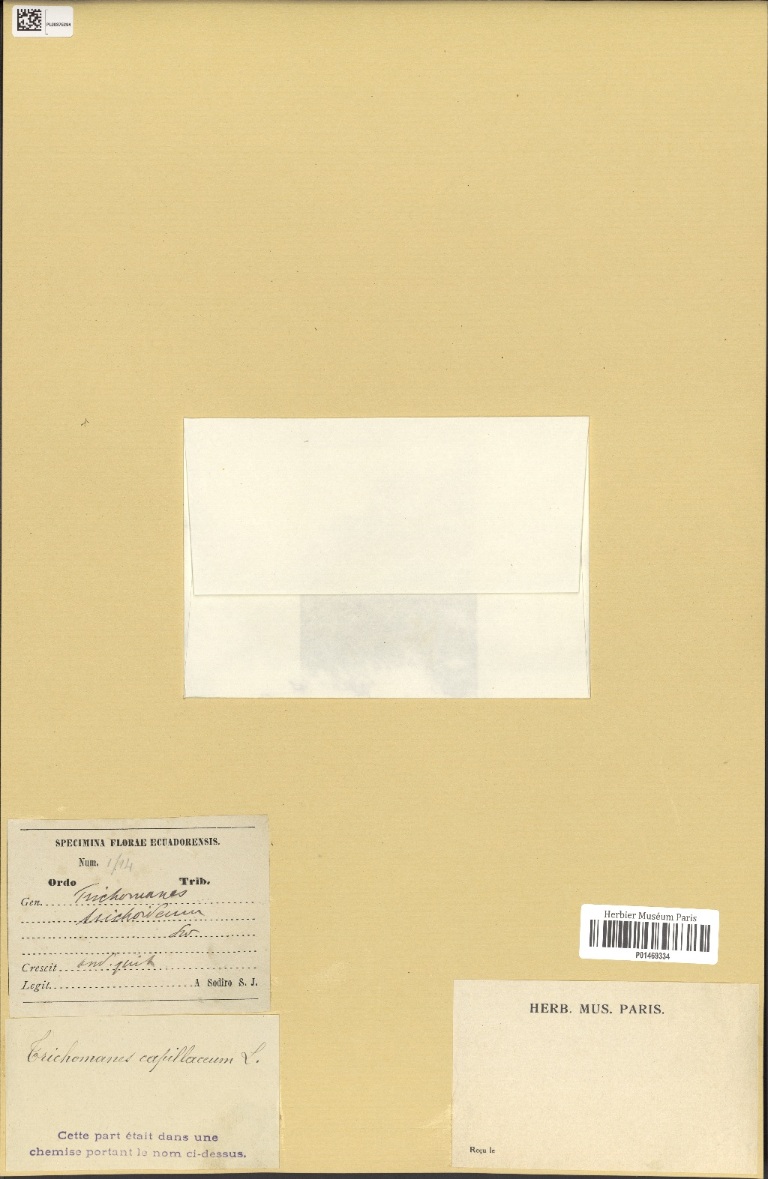 SPECIMINA FLORAE ECUADORENSIS.
Num. 1/14
Ordo Trib.
Gen. Trichomanes
trichoideum
Sw
Crescit and. quit.
Legit. A Sodiro S. J.
Trichomanes capillaceum L.
Cette part était dans une
chemise portant le nom ci-dessus.
Herbier Muséum Paris
P01469334
HERB. MUS. PARIS.
Reçu le